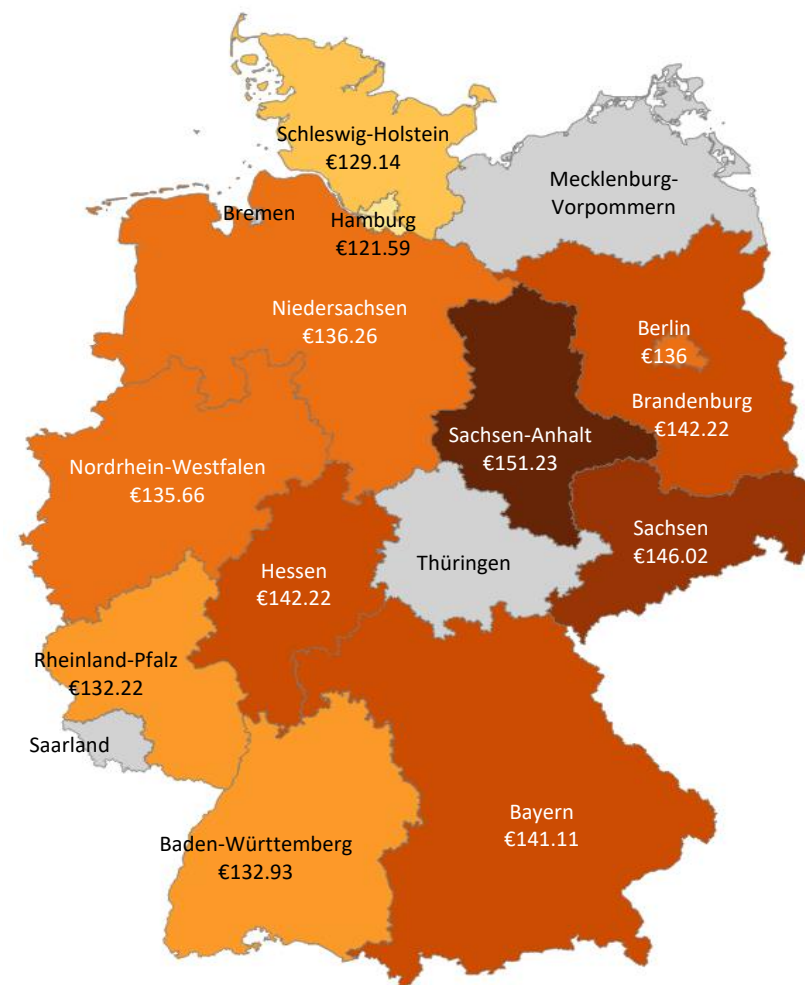 Schleswig-Holstein
€129.14
Mecklenburg-
Vorpommern
Bremen
Hamburg
€121.59
Niedersachsen
€136.26
Berlin
€136
Brandenburg
€142.22
Sachsen-Anhalt
€151.23
Nordrhein-Westfalen
€135.66
Sachsen
€146.02
Thüringen
Hessen
€142.22
Rheinland-Pfalz
€132.22
Saarland
Bayern
€141.11
Baden-Württemberg
€132.93